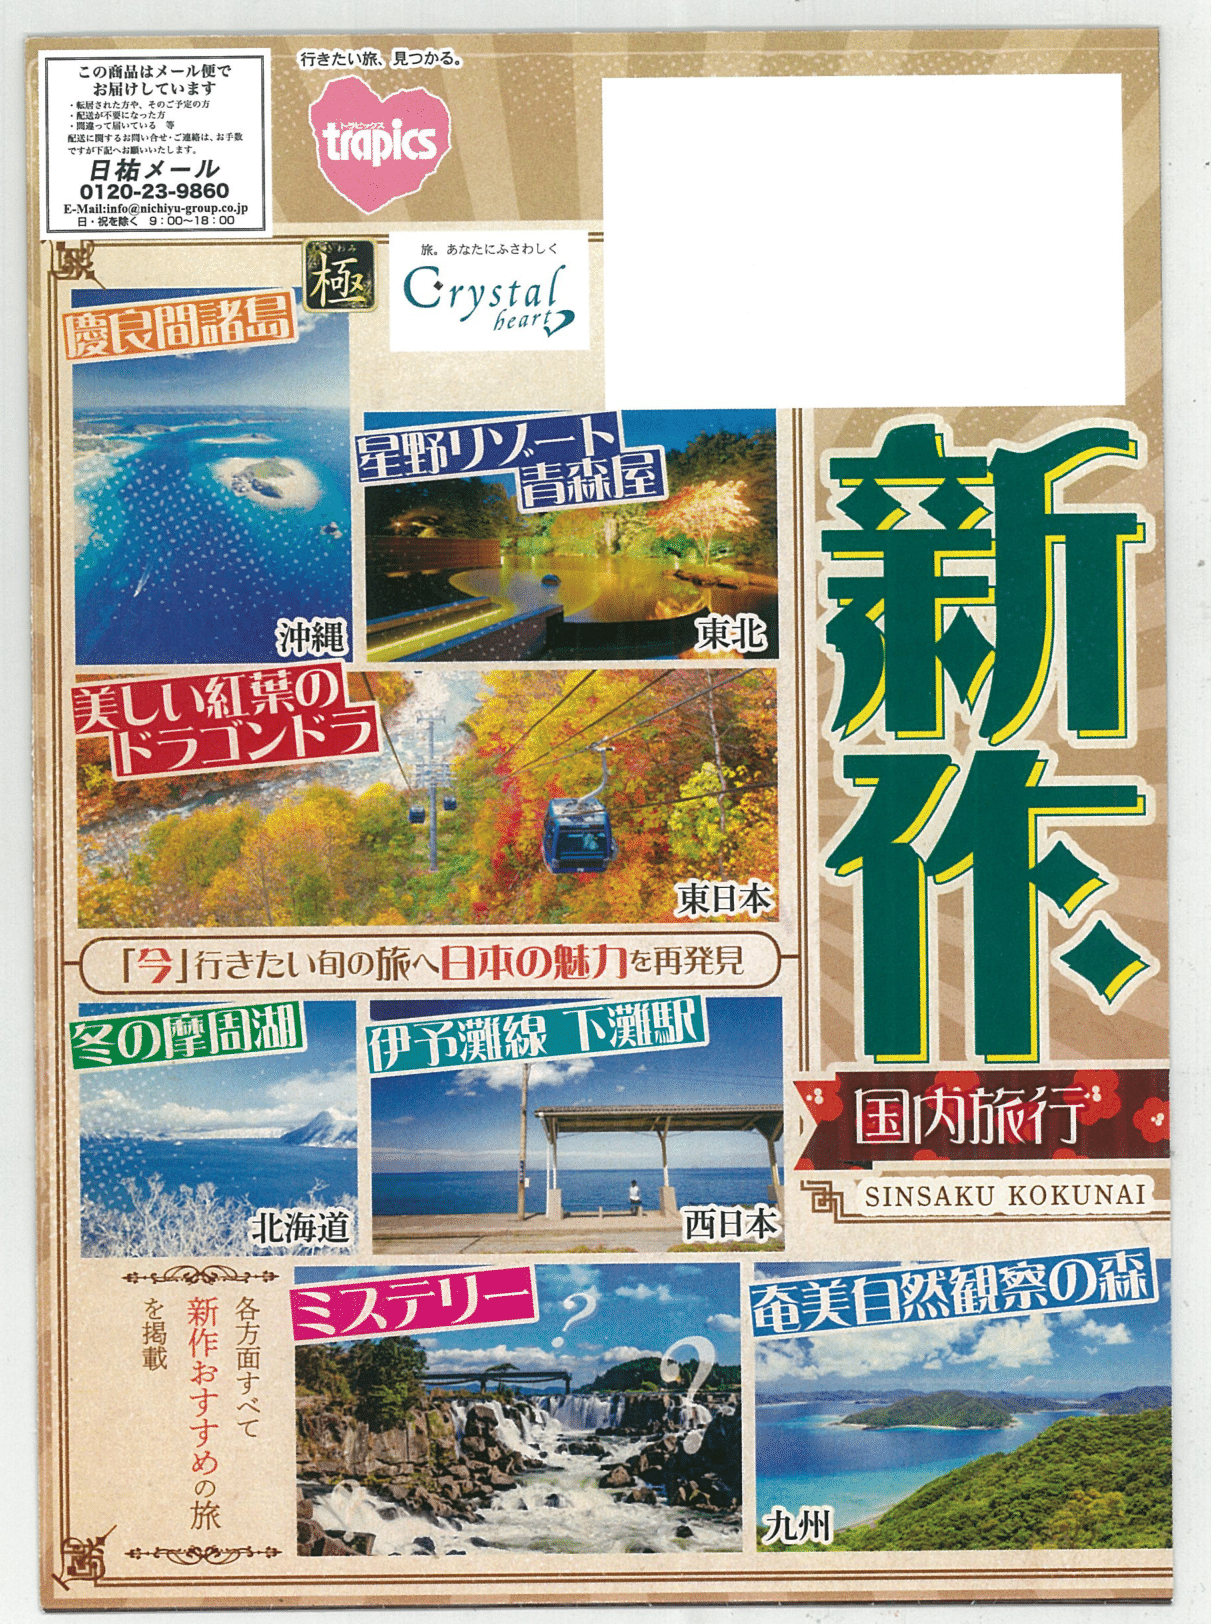 この商品はメール便で
お届けしています
・転居された方や、そのご予定の方
・配送が不要になった方
・間違って届いている 等
配送に関するお問い合せ・ご連絡は、お手数
ですが下記へお願いいたします。
日祐メール
0120-23-9860
E-Mail:info@nichiyu-group.co.jp
日・祝を除く 9:00〜18:00
行きたい旅、見つかる。
トラピックス
trapics
きわみ
極
旅。あなたにふさわしく
Crystal
heart
慶良間諸島
沖縄
星野リゾート
青森屋
東北
美しい紅葉の
ドラゴンドラ
東日本
新作
国内旅行
SINSAKU KOKUNAI
「今」行きたい旬の旅へ日本の魅力を再発見
冬の摩周湖
北海道
伊予灘線 下灘駅
西日本
各方面すべて
新作おすすめの旅
を掲載
ミステリー
?
?
?
奄美自然観察の森
九州